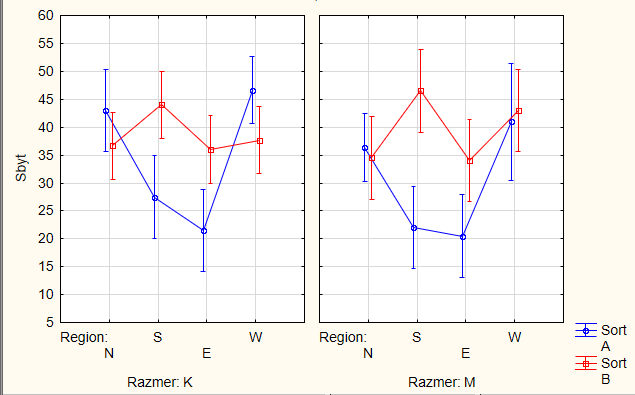 60
55
50
45
40
35
30
25
20
15
10
5
Sbyt
Region: S W
N E
Razmer: K
Region: S W
N E
Razmer: M
Sort
A
Sort
B